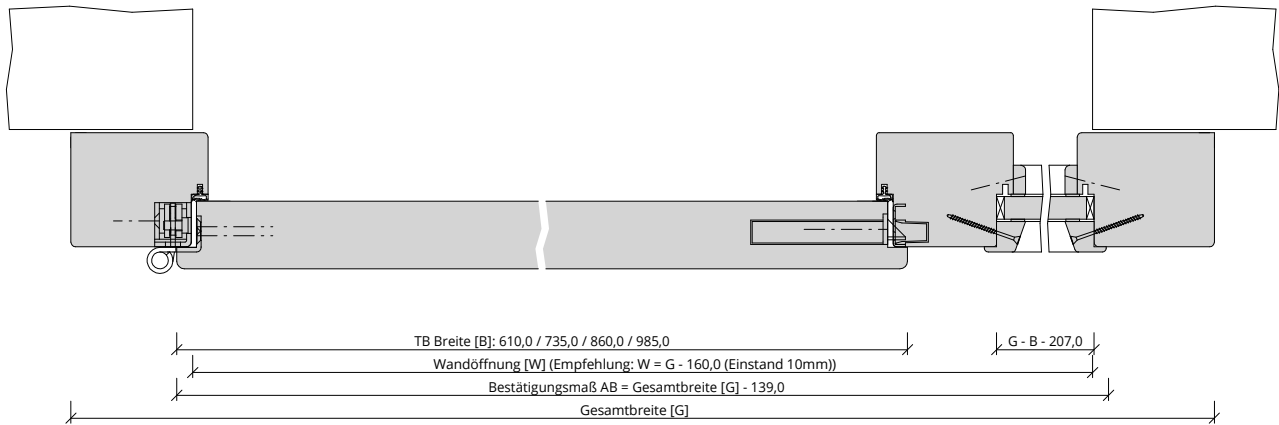 TB Breite [B]: 610,0 / 735,0 / 860,0 / 985,0
G - B - 207,0
Wandöffnung [W] (Empfehlung: W = G - 160,0 (Einstand 10mm))
Bestätigungsmaß AB = Gesamtbreite [G] - 139,0
Gesamtbreite [G]